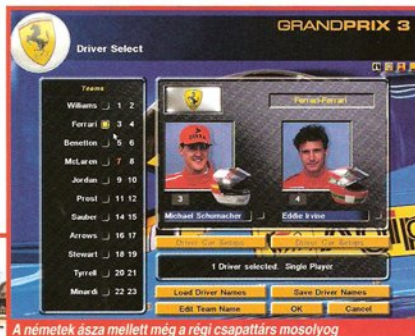 GRANDPRIX 3
Driver Select
Teams
Williams 1 2
Ferrari 3 4
Benetton 5 6
McLaren 7 8
Jordan 9 10
Prost 11 12
Sauber 14 15
Arrows 16 17
Stewart 18 19
Tyrrell 20 21
Minardi 22 23
Ferrari-Ferrari
3
4
Michael Schumacher
Eddie Irvine
Driver Car Setups
Driver Car Setups
1 Driver selected. Single Player
Load Driver Names
Save Driver Names
Edit Team Name
OK
Cancel
A németek ásza mellett még a régi csapattárs mosolyog